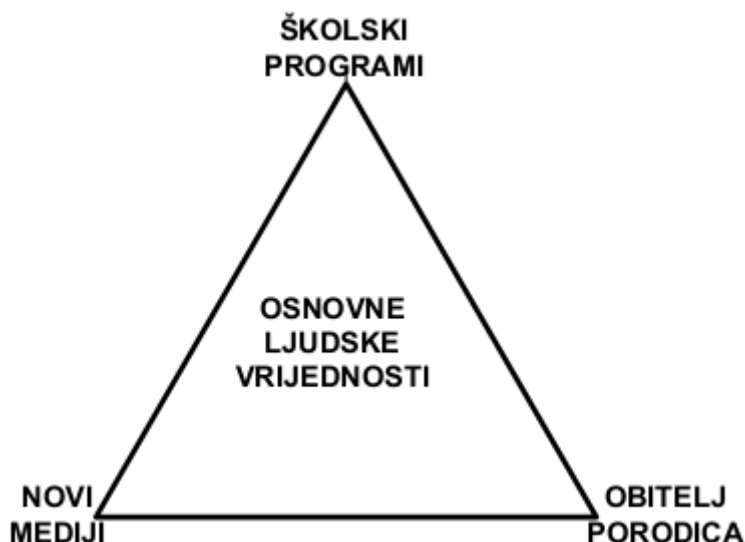 ŠKOLSKI
PROGRAMI
OSNOVNE
LJUDSKE
VRIJEDNOSTI
NOVI
MEDIJI
OBITELJ
PORODICA